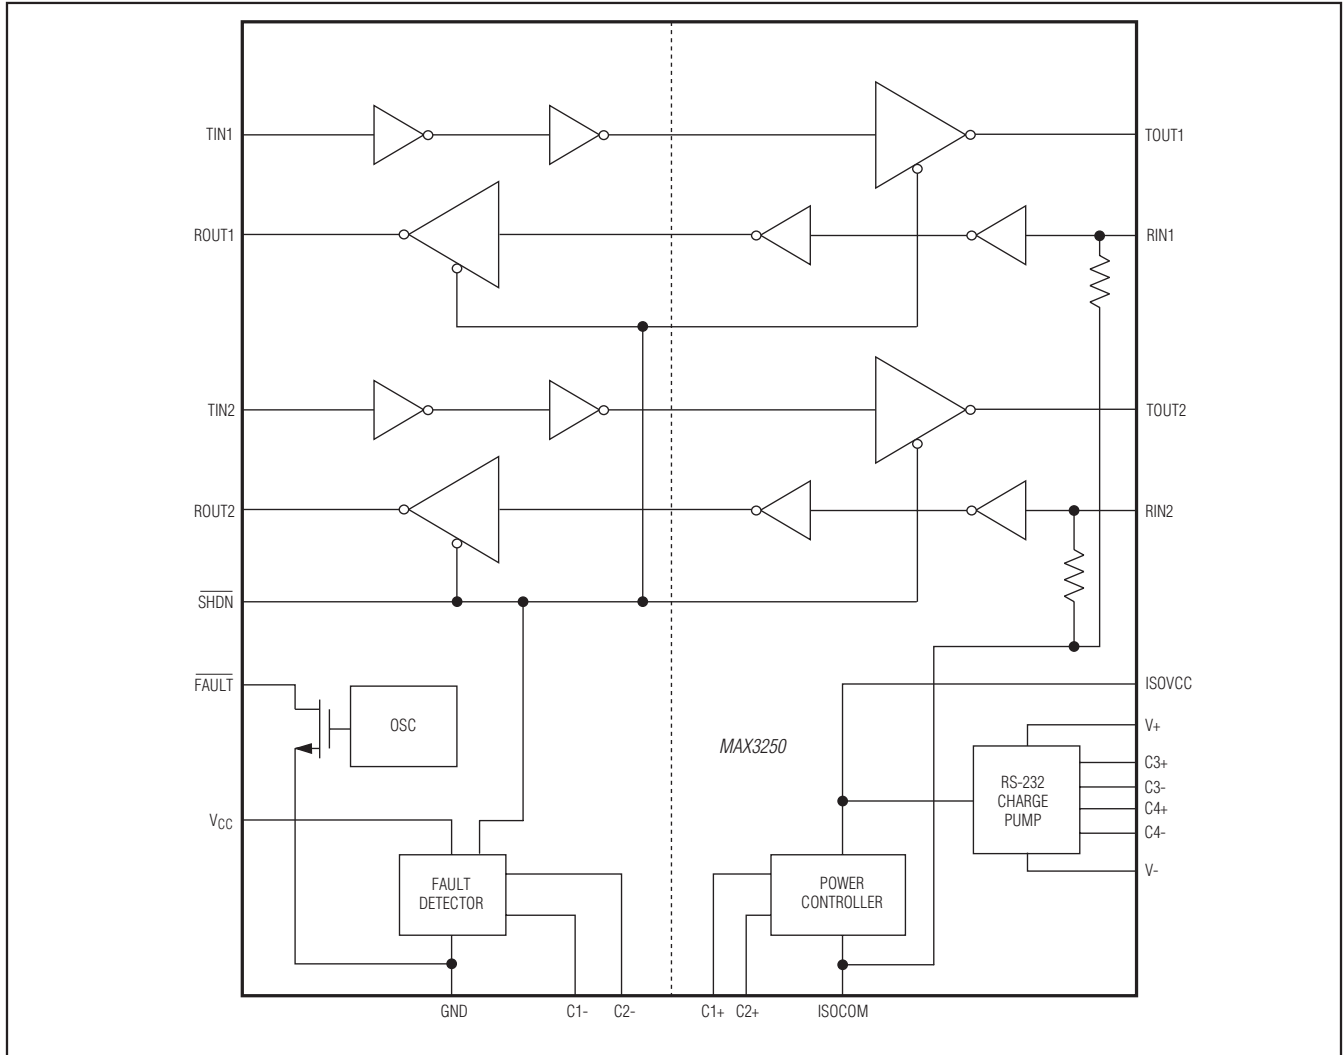 TIN1
TOUT1
ROUT1
RIN1
TIN2
TOUT2
ROUT2
RIN2
SHDN
FAULT
ISOVCC
OSC
V+
MAX3250
C3+
RS-232
CHARGE
PUMP
C3-
C4+
VCC
C4-
V-
FAULT
DETECTOR
POWER
CONTROLLER
GND
C1-
C2-
C1+
C2+
ISOCOM